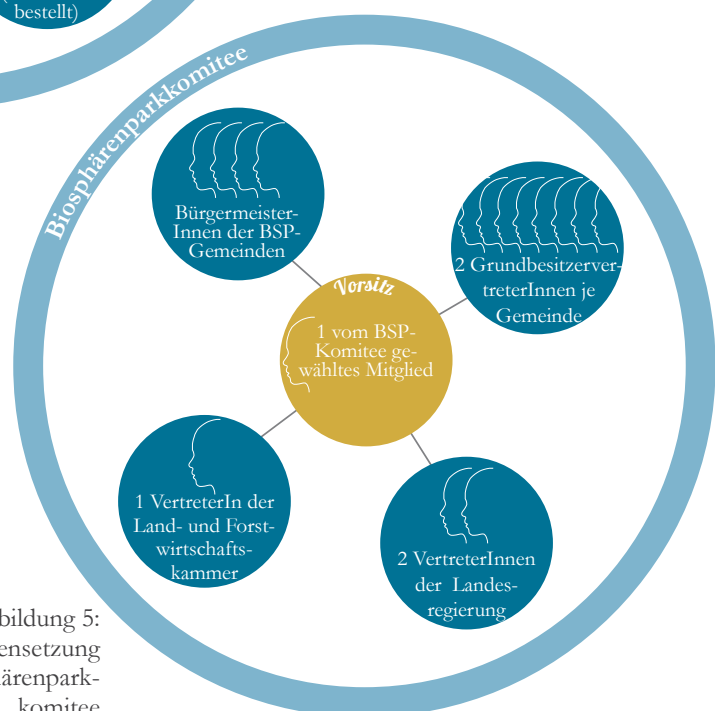 bestellt)
Biosphärenparkkomitee
Bürgermeister-
Innen der BSP-
Gemeinden
2 Grundbesitzerver-
treterInnen je
Gemeinde
Vorsitz
1 vom BSP-
Komitee ge-
wähltes Mitglied
1 VertreterIn der
Land- und Forst-
wirtschafts-
kammer
2 VertreterInnen
der Landes-
regierung
bildung 5:
ensetzung
ärenpark-
komitee